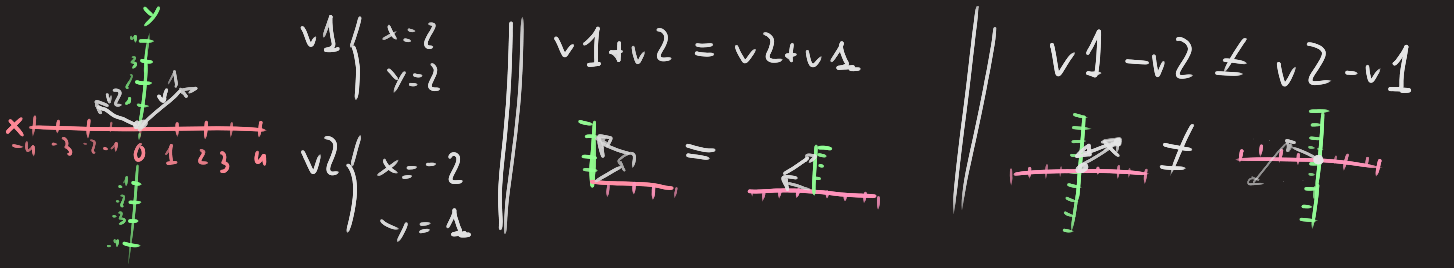 y
4
3
2
1
v2 v1
x
-4 -3 -2 -1 0 1 2 3 4
-1
-2
-3
-4
v1 { x=2
y=2
v2 { x=-2
y=1
v1+v2 = v2+v1
=
v1-v2 ≠ v2-v1
≠